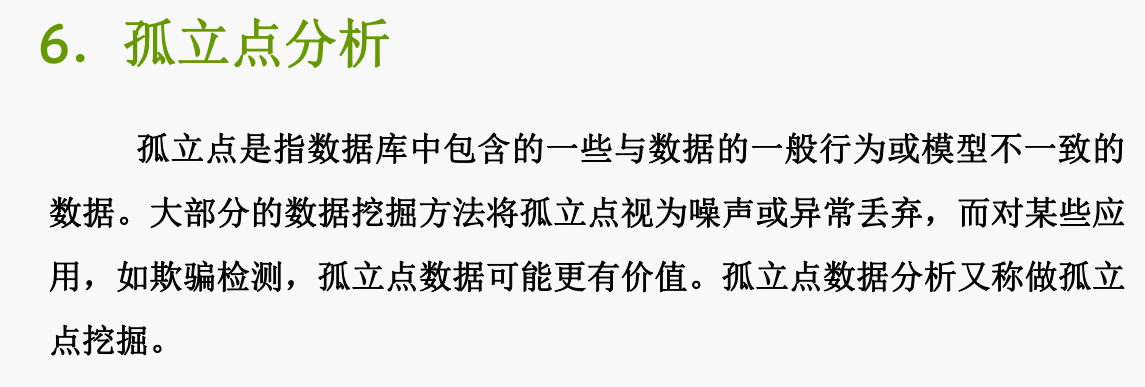 6. 孤立点分析
孤立点是指数据库中包含的一些与数据的一般行为或模型不一致的
数据。大部分的数据挖掘方法将孤立点视为噪声或异常丢弃，而对某些应
用，如欺骗检测，孤立点数据可能更有价值。孤立点数据分析又称做孤立
点挖掘。